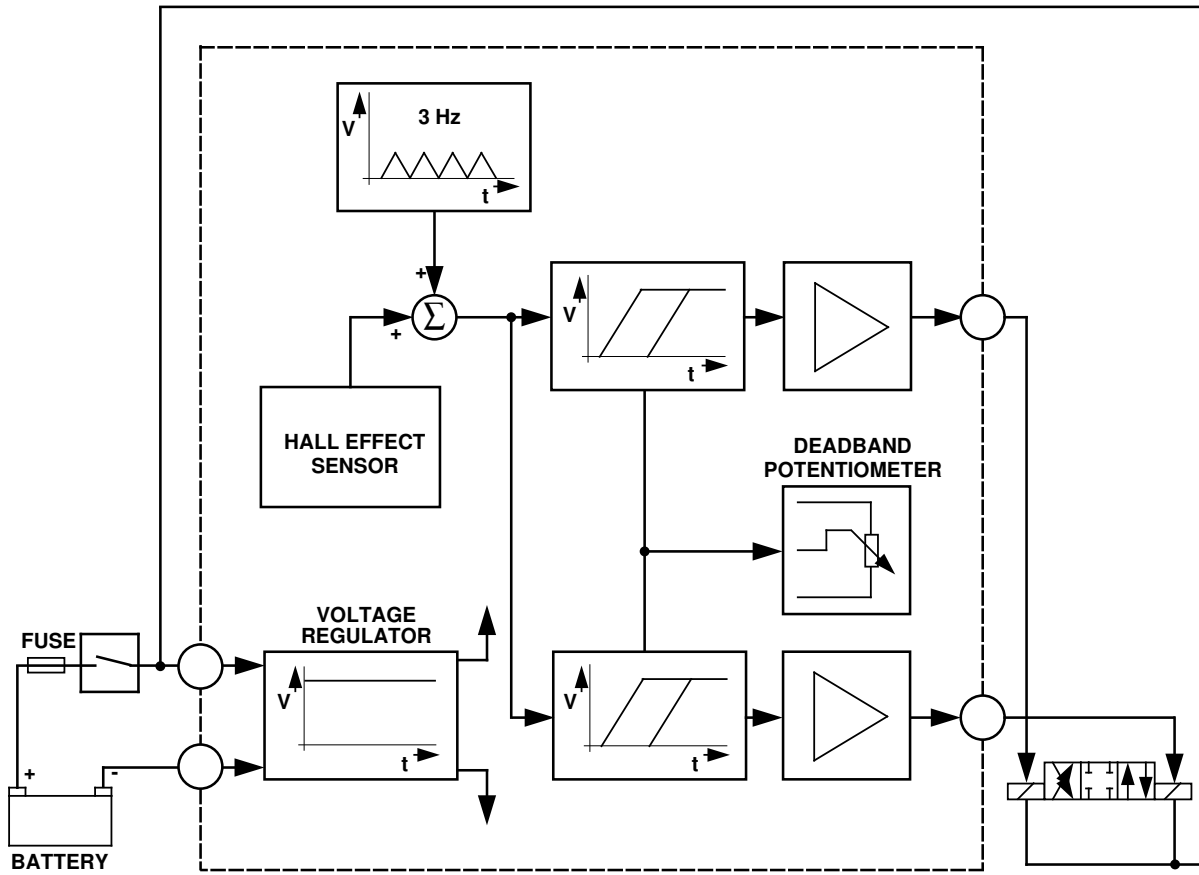 3 Hz
V
t
+
+
Σ
V
t
HALL EFFECT
SENSOR
DEADBAND
POTENTIOMETER
VOLTAGE
REGULATOR
FUSE
V
t
V
t
+
-
BATTERY